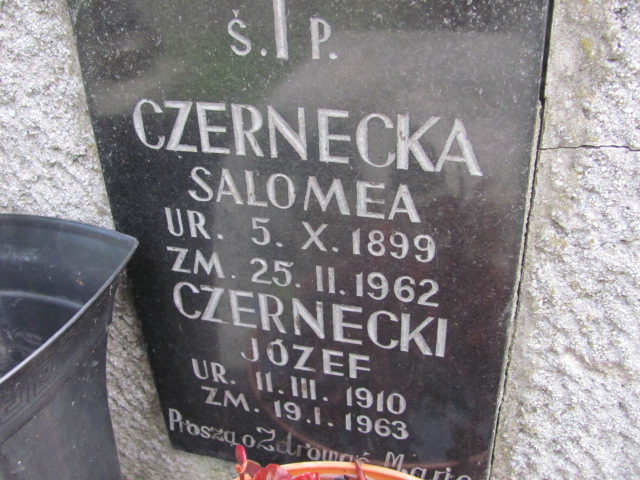 Ś.†P.
CZERNECKA
SALOMEA
UR. 5. X. 1899
ZM. 25. II. 1962
CZERNECKI
JÓZEF
UR. 11. III. 1910
ZM. 19. I. 1963
Proszą o Zdrowaś Mario